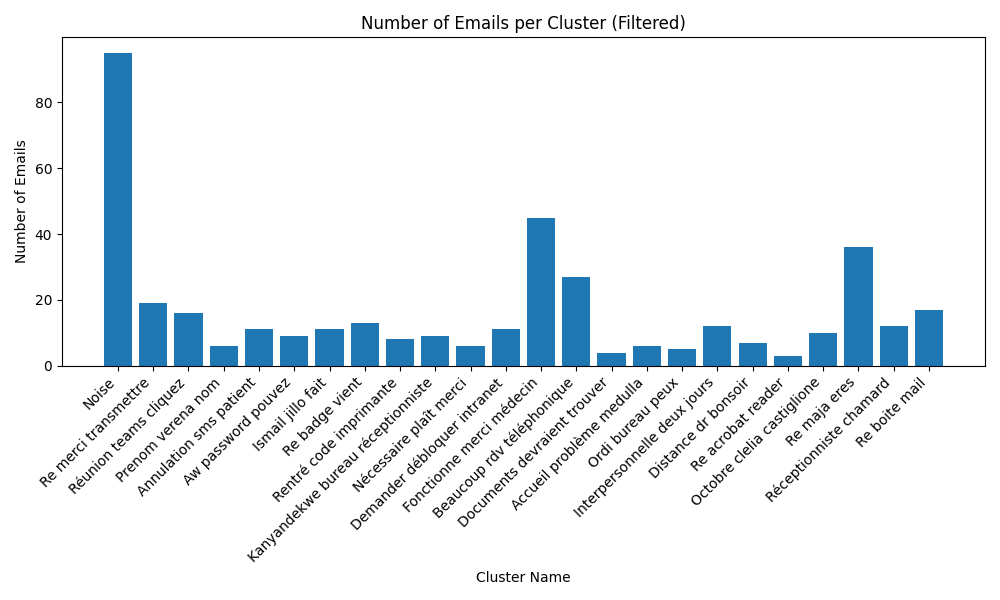 Number of Emails per Cluster (Filtered)
Number of Emails
80
60
40
20
0
Noise
Re merci transmettre
Réunion teams cliquez
Prenom verena nom
Annulation sms patient
Aw password pouvez
Ismail jillo fait
Re badge vient
Rentré code imprimante
Kanyandekwe bureau réceptionniste
Nécessaire plaît merci
Demander débloquer intranet
Fonctionne merci médecin
Beaucoup rdv téléphonique
Documents devraient trouver
Accueil problème medulla
Ordi bureau peux
Interpersonnelle deux jours
Distance dr bonsoir
Re acrobat reader
Octobre clelia castiglione
Re maja eres
Réceptionniste chamard
Re boite mail
Cluster Name